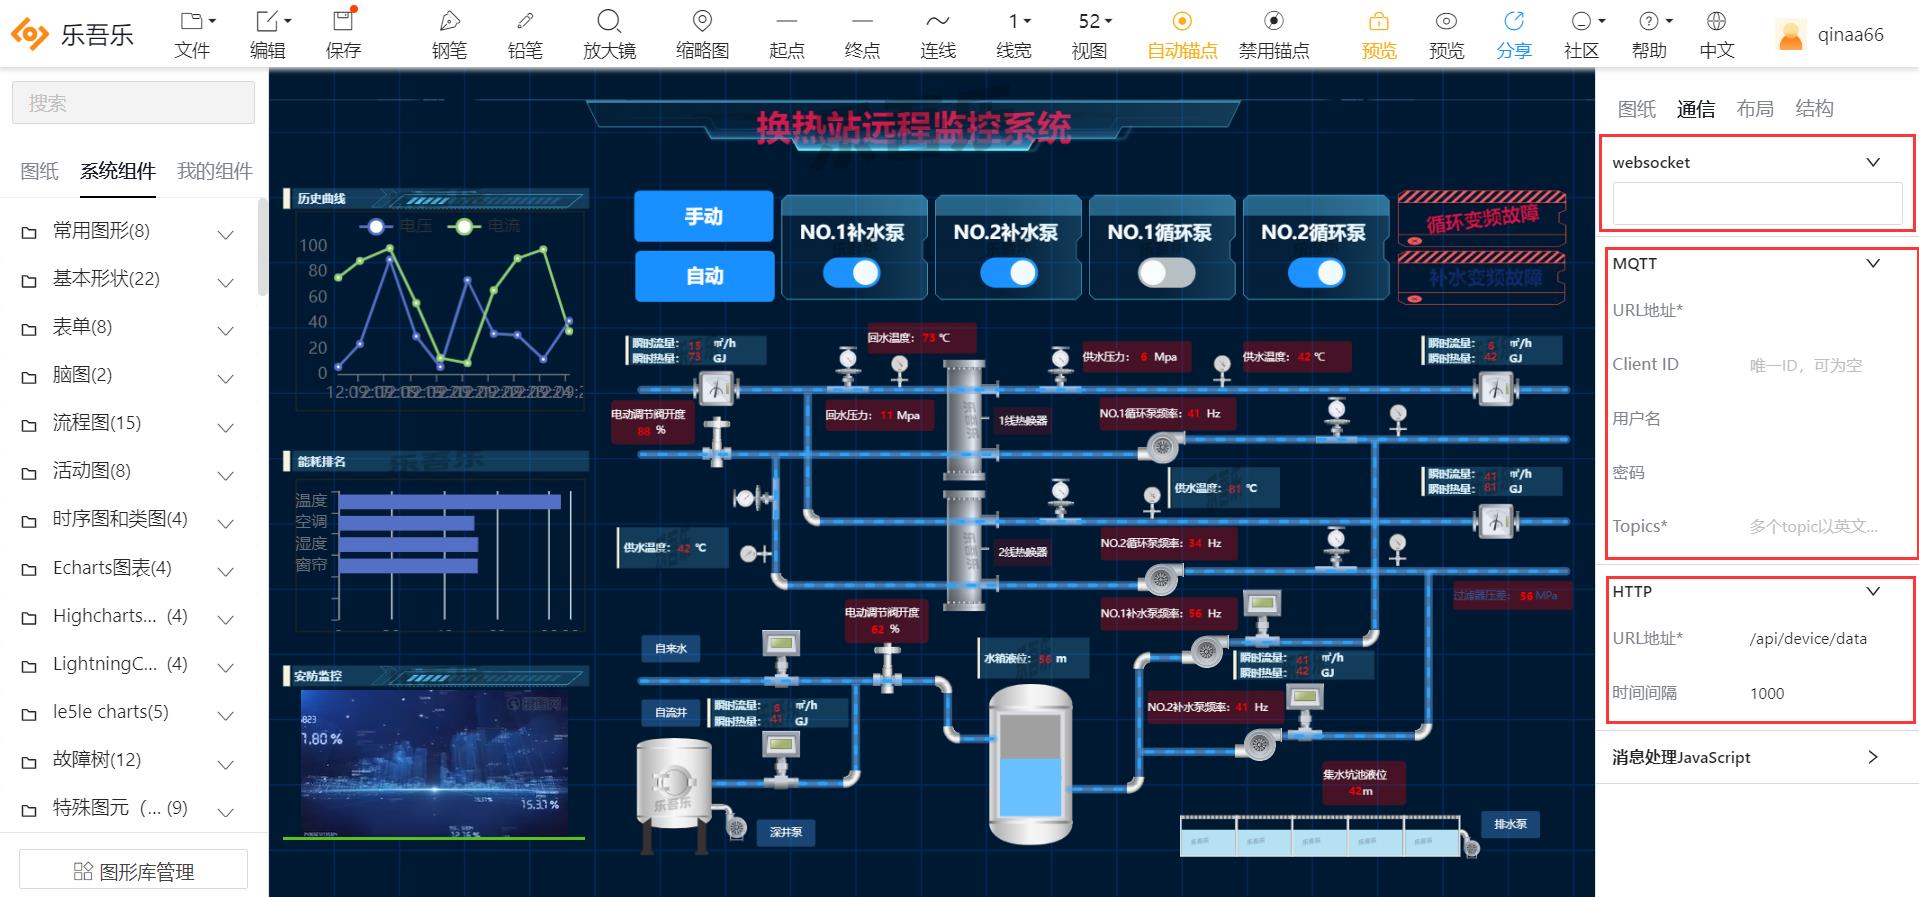 乐吾乐
文件
编辑
保存
钢笔
铅笔
放大镜
缩略图
起点
终点
连线
1
线宽
52
视图
自动锚点
禁用锚点
预览
预览
分享
社区
帮助
中文
qinaa66
搜索
图纸 系统组件 我的组件
常用图形(8)
基本形状(22)
表单(8)
脑图(2)
流程图(15)
活动图(8)
时序图和类图(4)
Echarts图表(4)
Highcharts... (4)
LightningC... (4)
le5le charts(5)
故障树(12)
特殊图元 (... (9)
图形库管理
换热站远程监控系统
历史曲线
电压 电流
100
80
60
40
20
0
能耗排名
温度
空调
湿度
窗帘
安防监控
7.80 %
15.37 %
手动
自动
NO.1补水泵
NO.2补水泵
NO.1循环泵
NO.2循环泵
循环变频故障
补水变频故障
瞬时流量: 15 m³/h
瞬时热量: 73 GJ
回水温度: 73 ℃
供水压力: 6 Mpa
供水温度: 42 ℃
瞬时流量: 6 m³/h
瞬时热量: 42 GJ
电动调节阀开度
88 %
回水压力: 11 Mpa
1线热换器
NO.1循环泵频率: 41 Hz
供水温度: 81 ℃
瞬时流量: 41 m³/h
瞬时热量: 81 GJ
供水温度: 42 ℃
2线热换器
NO.2循环泵频率: 34 Hz
过滤器压差: 56 MPa
电动调节阀开度
62 %
NO.1补水泵频率: 56 Hz
自来水
水箱液位: 56 m
瞬时流量: 41 m³/h
瞬时热量: 42 GJ
自流井
瞬时流量: 6 m³/h
瞬时热量: 41 GJ
NO.2补水泵频率: 41 Hz
集水坑池液位
42m
乐吾乐
深井泵
排水泵
图纸 通信 布局 结构
websocket
MQTT
URL地址*
Client ID 唯一ID，可为空
用户名
密码
Topics* 多个topic以英文...
HTTP
URL地址* /api/device/data
时间间隔 1000
消息处理JavaScript